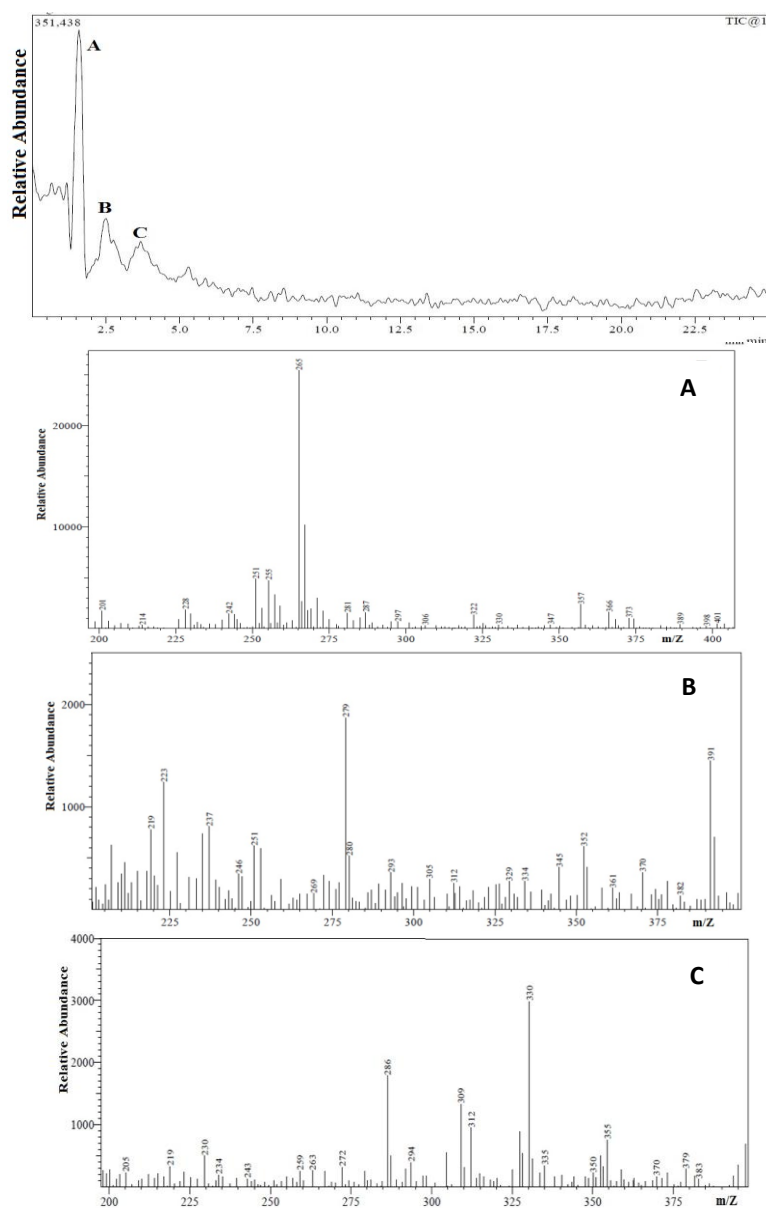 351,438
TIC@1
A
B
C
Relative Abundance
2.5 5.0 7.5 10.0 12.5 15.0 17.5 20.0 22.5
A
Relative Abundance
20000
10000
201 214 228 242 251 255 265 281 287 297 306 322 330 347 357 366 373 389 398 401
200 250 300 350 m/Z 400
B
Relative Abundance
2000
1000
219 223 237 246 251 269 279 280 293 305 312 329 334 345 352 361 370 382 391
225 250 275 300 325 350 375 m/Z
C
Relative Abundance
4000
3000
2000
1000
205 219 230 234 243 259 263 272 286 294 309 312 330 335 350 355 370 379 383
200 225 250 275 300 325 350 375 m/Z